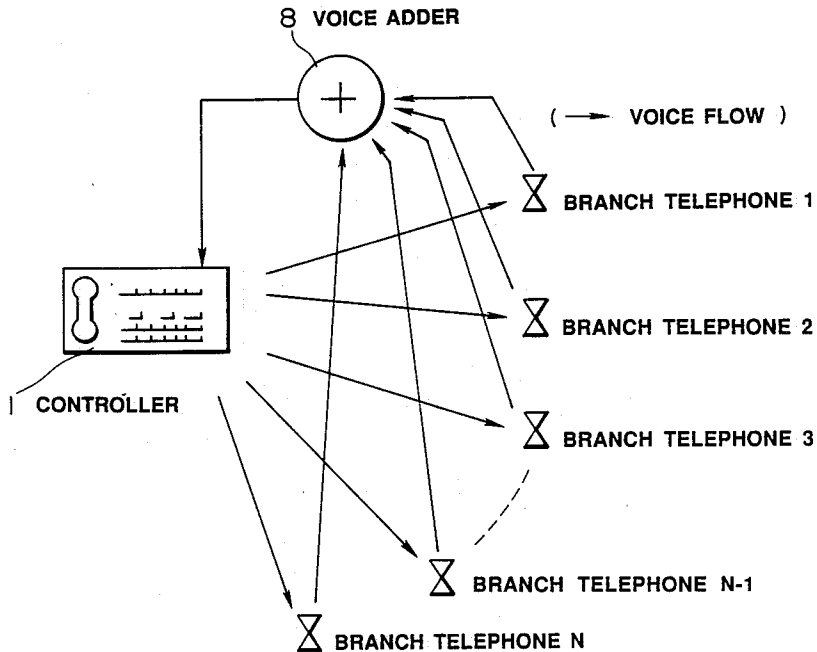 8 VOICE ADDER
+
( → VOICE FLOW )
BRANCH TELEPHONE 1
BRANCH TELEPHONE 2
BRANCH TELEPHONE 3
1 CONTROLLER
BRANCH TELEPHONE N-1
BRANCH TELEPHONE N